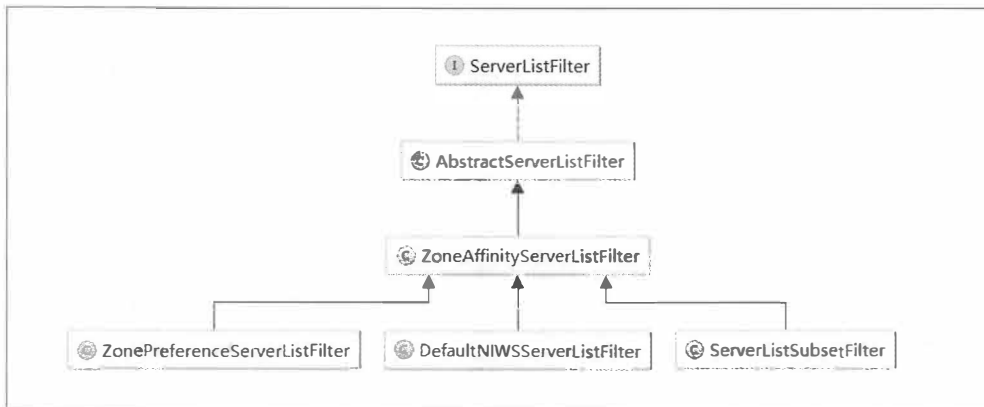 I ServerListFilter
AbstractServerListFilter
C ZoneAffinityServerListFilter
ZonePreferenceServerListFilter
DefaultNIWSServerListFilter
C ServerListSubsetFilter